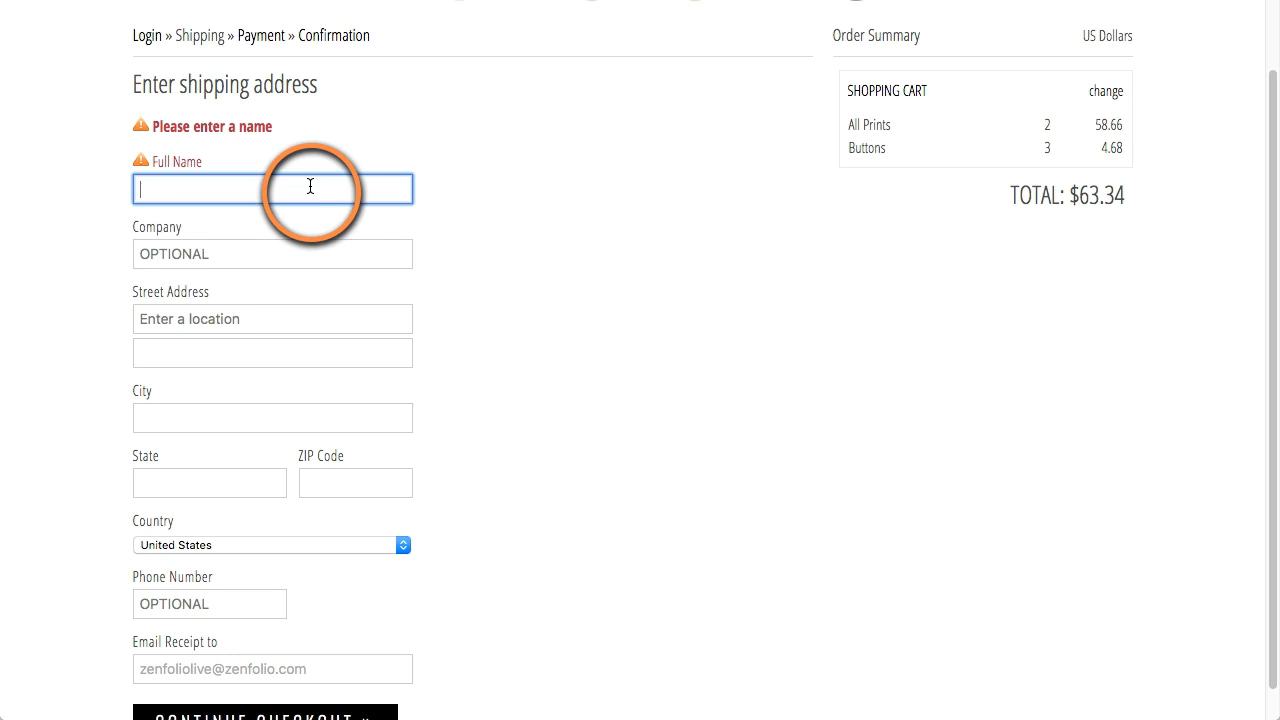 Login » Shipping » Payment » Confirmation
Enter shipping address
Please enter a name
Full Name
Company
OPTIONAL
Street Address
Enter a location
City
State ZIP Code
Country
United States
Phone Number
OPTIONAL
Email Receipt to
zenfoliolive@zenfolio.com
CONTINUE CHECKOUT »
Order Summary US Dollars
SHOPPING CART change
All Prints 2 58.66
Buttons 3 4.68
TOTAL: $63.34